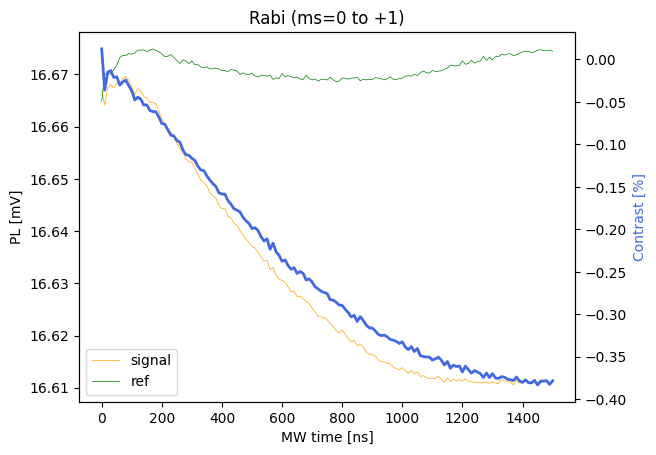 Rabi (ms=0 to +1)
PL [mV]
16.67
16.66
16.65
16.64
16.63
16.62
16.61
0.00
−0.05
−0.10
−0.15
−0.20
−0.25
−0.30
−0.35
−0.40
Contrast [%]
signal
ref
0 200 400 600 800 1000 1200 1400
MW time [ns]